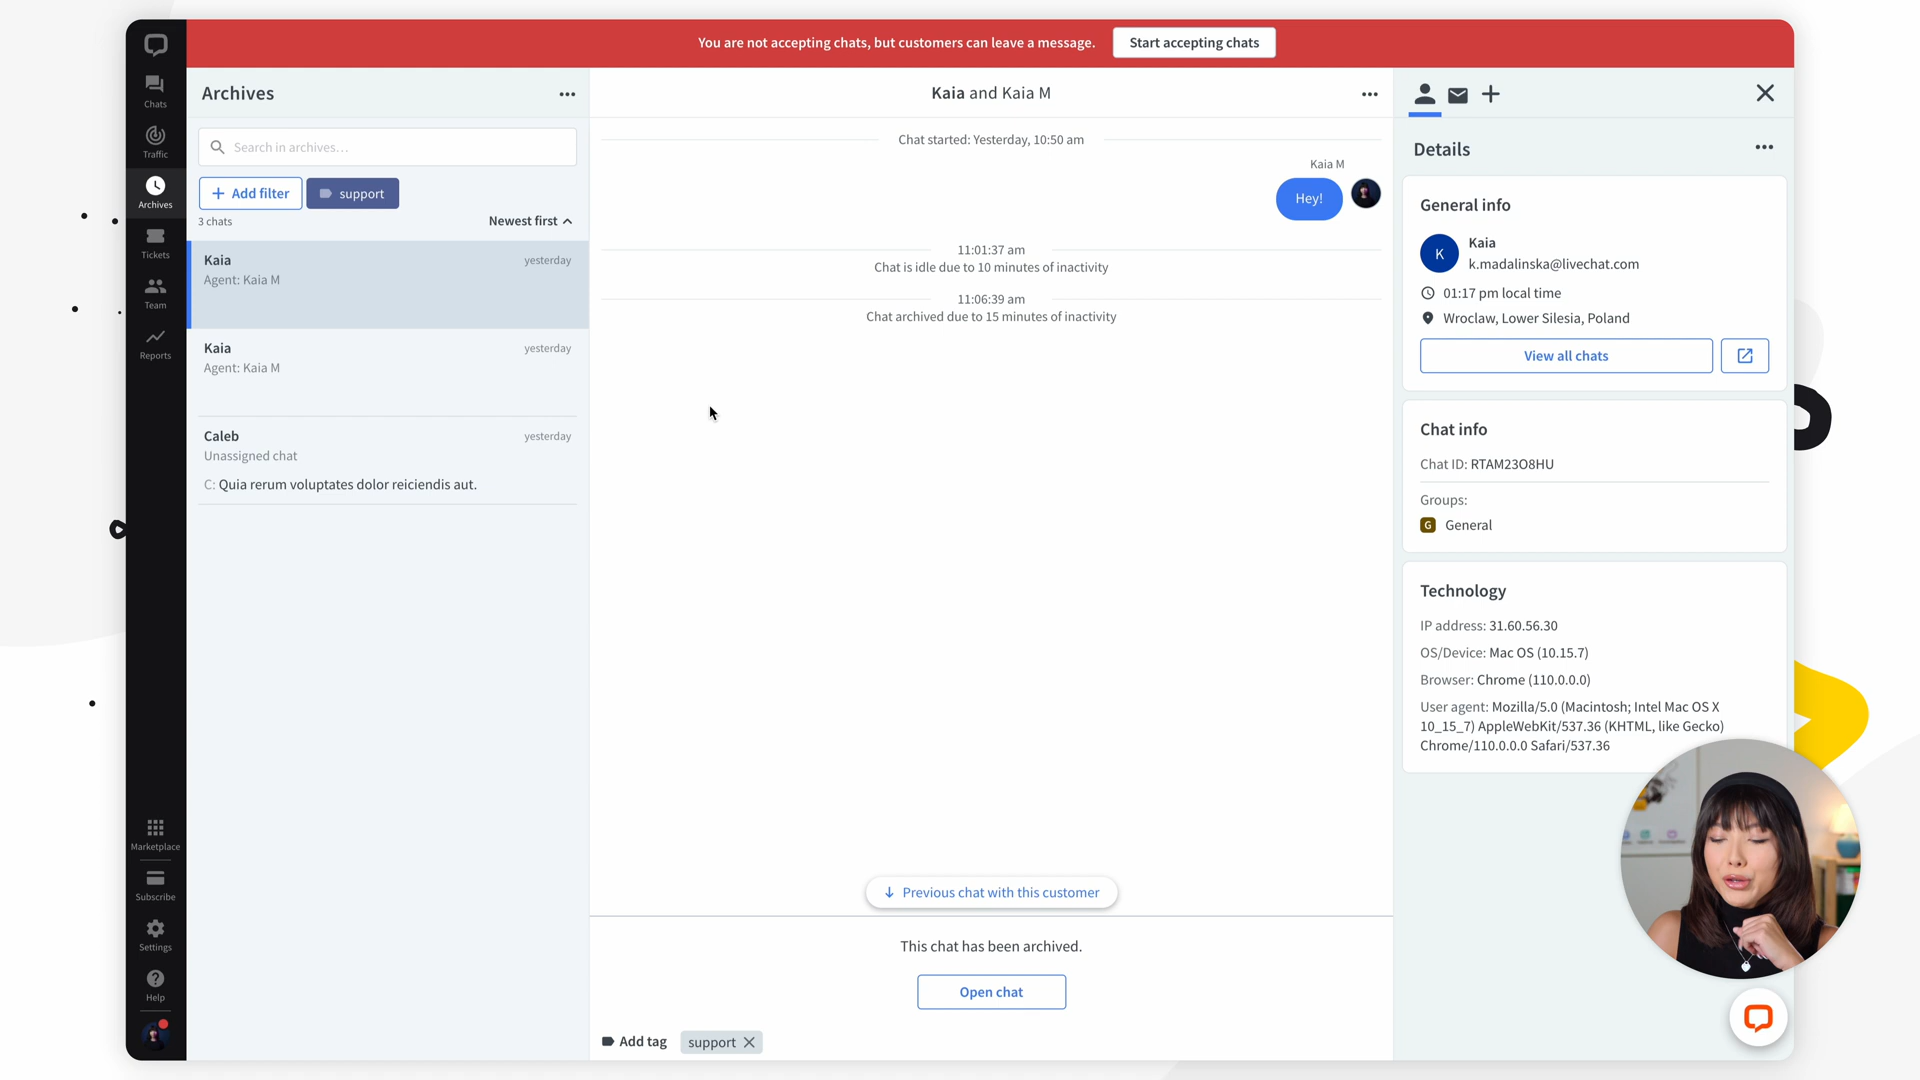 You are not accepting chats, but customers can leave a message.
Start accepting chats
Chats
Traffic
Archives
Tickets
Team
Reports
Marketplace
Subscribe
Settings
Help
Archives
Search in archives...
+ Add filter
support
3 chats
Newest first
Kaia
yesterday
Agent: Kaia M
Kaia
yesterday
Agent: Kaia M
Caleb
yesterday
Unassigned chat
C: Quia rerum voluptates dolor reiciendis aut.
Kaia and Kaia M
Chat started: Yesterday, 10:50 am
Kaia M
Hey!
11:01:37 am
Chat is idle due to 10 minutes of inactivity
11:06:39 am
Chat archived due to 15 minutes of inactivity
Previous chat with this customer
This chat has been archived.
Open chat
Add tag
support
Details
General info
K
Kaia
k.madalinska@livechat.com
01:17 pm local time
Wroclaw, Lower Silesia, Poland
View all chats
Chat info
Chat ID: RTAM23O8HU
Groups:
G
General
Technology
IP address: 31.60.56.30
OS/Device: Mac OS (10.15.7)
Browser: Chrome (110.0.0.0)
User agent: Mozilla/5.0 (Macintosh; Intel Mac OS X
10_15_7) AppleWebKit/537.36 (KHTML, like Gecko)
Chrome/110.0.0.0 Safari/537.36